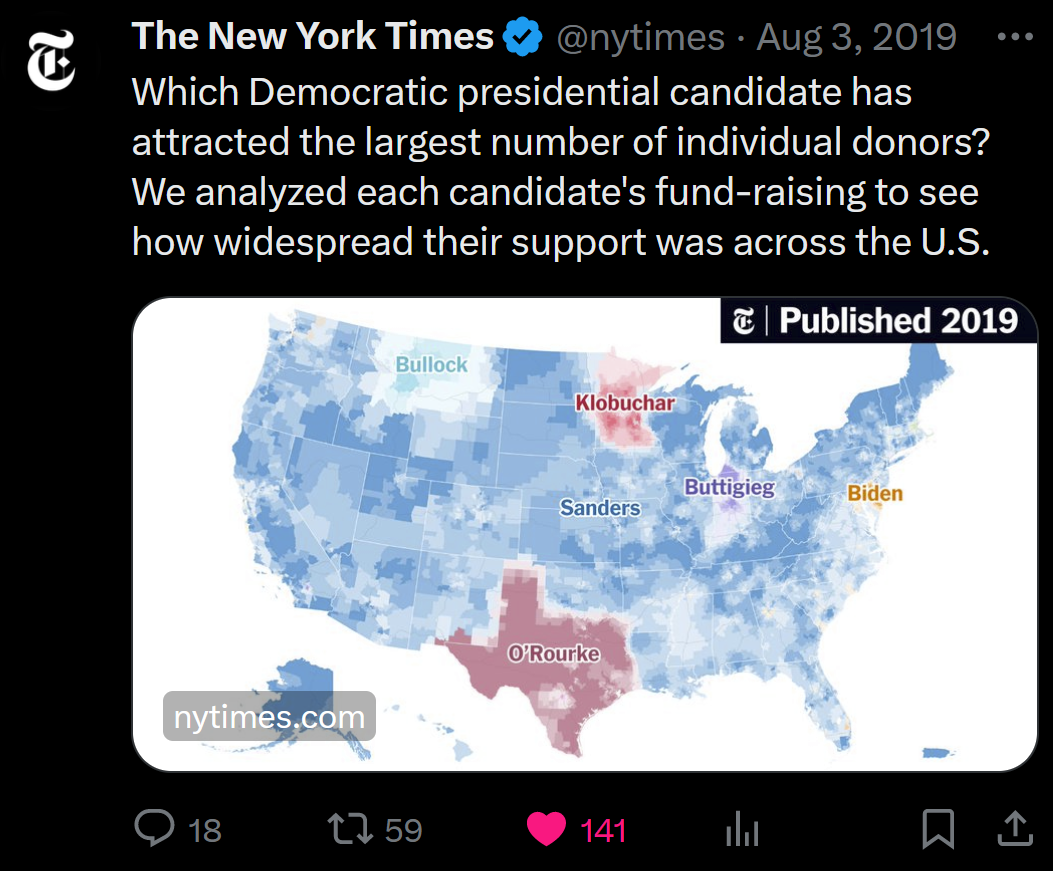 The New York Times @nytimes · Aug 3, 2019 ···
Which Democratic presidential candidate has
attracted the largest number of individual donors?
We analyzed each candidate's fund-raising to see
how widespread their support was across the U.S.
T | Published 2019
Bullock
Klobuchar
Buttigieg
Biden
Sanders
O'Rourke
nytimes.com
18 59 141